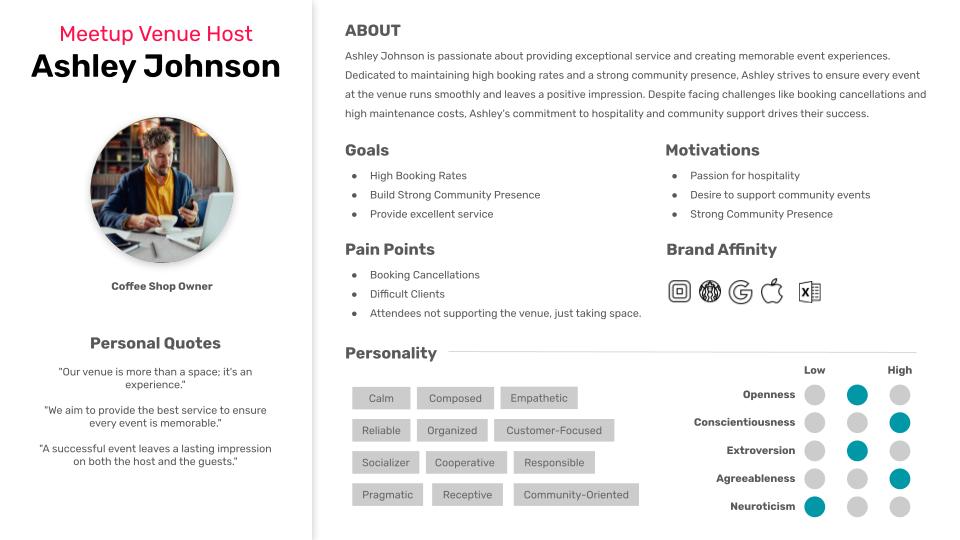 Meetup Venue Host
Ashley Johnson
Coffee Shop Owner
Personal Quotes
"Our venue is more than a space; it's an
experience."
"We aim to provide the best service to ensure
every event is memorable."
"A successful event leaves a lasting impression
on both the host and the guests."
ABOUT
Ashley Johnson is passionate about providing exceptional service and creating memorable event experiences.
Dedicated to maintaining high booking rates and a strong community presence, Ashley strives to ensure every event
at the venue runs smoothly and leaves a positive impression. Despite facing challenges like booking cancellations and
high maintenance costs, Ashley's commitment to hospitality and community support drives their success.
Goals
● High Booking Rates
● Build Strong Community Presence
● Provide excellent service
Motivations
● Passion for hospitality
● Desire to support community events
● Strong Community Presence
Pain Points
● Booking Cancellations
● Difficult Clients
● Attendees not supporting the venue, just taking space.
Brand Affinity
G X
Personality
Calm Composed Empathetic
Reliable Organized Customer-Focused
Socializer Cooperative Responsible
Pragmatic Receptive Community-Oriented
Low High
Openness
Conscientiousness
Extroversion
Agreeableness
Neuroticism